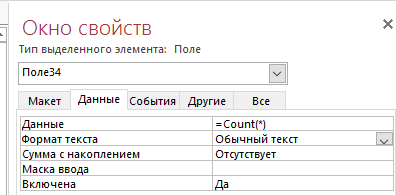 Окно свойств
Тип выделенного элемента: Поле
Поле34
Макет Данные События Другие Все
Данные =Count(*)
Формат текста Обычный текст
Сумма с накоплением Отсутствует
Маска ввода
Включена Да